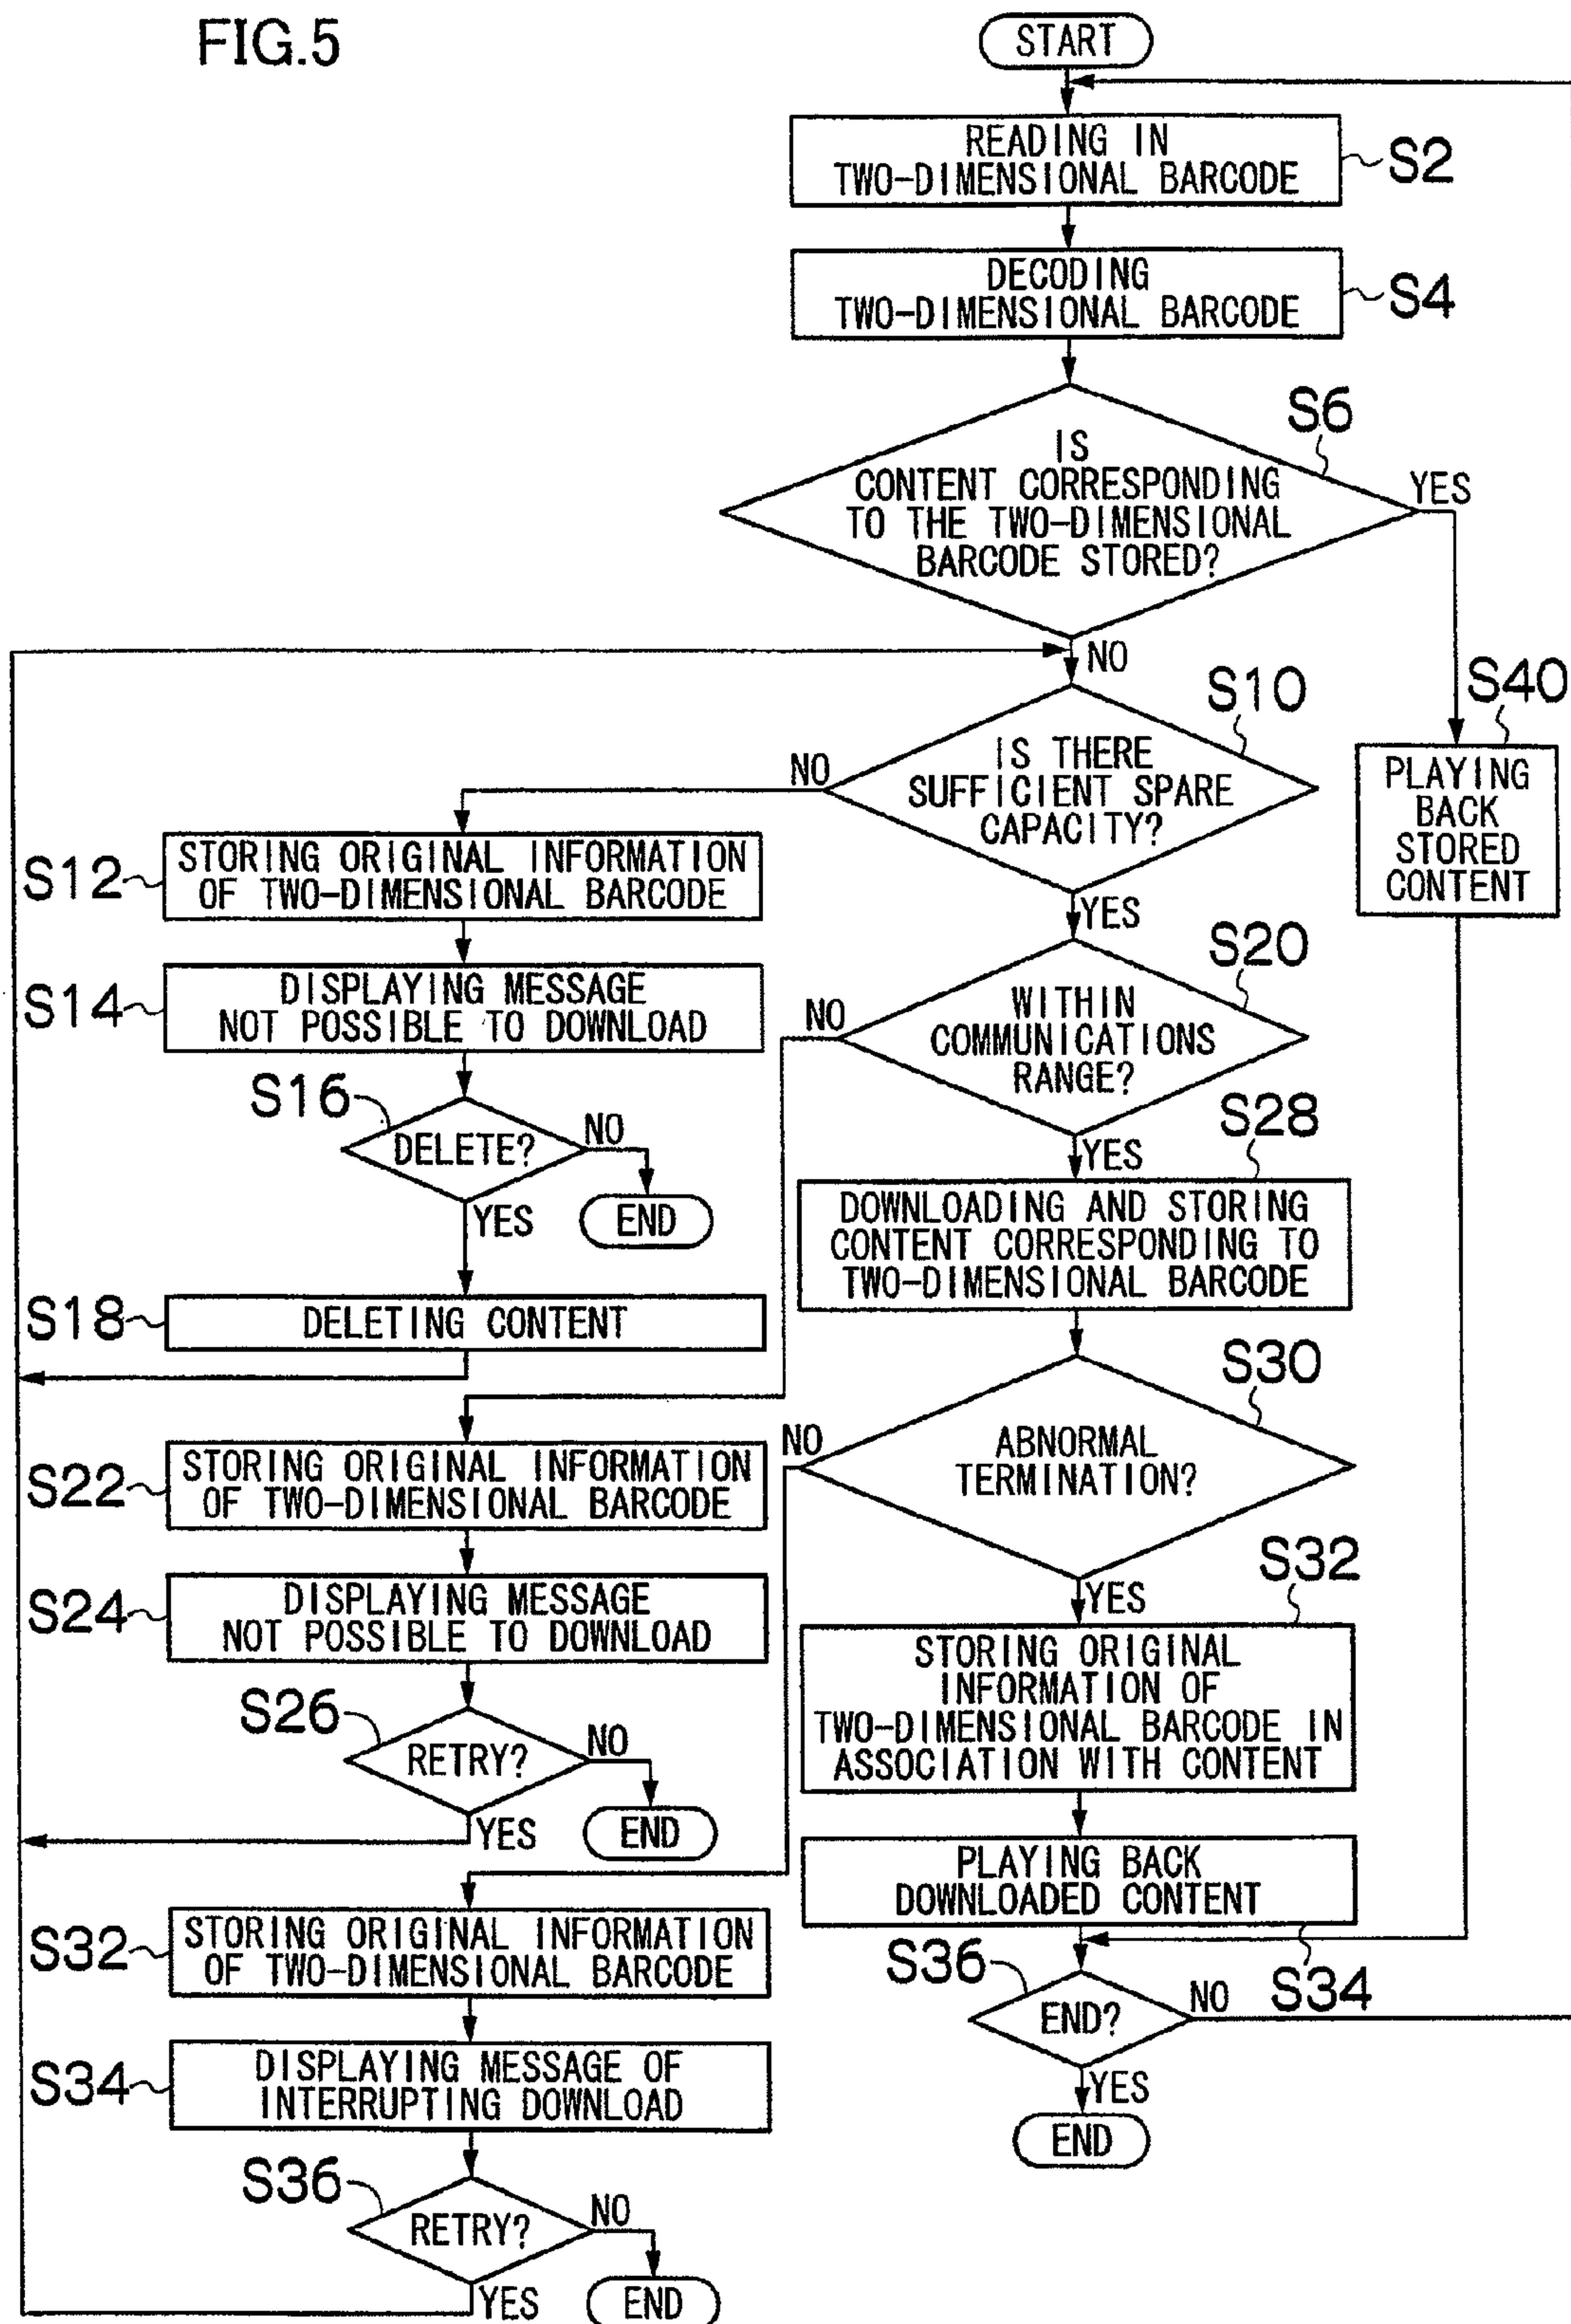 FIG.5
START
READING IN
TWO-DIMENSIONAL BARCODE
S2
DECODING
TWO-DIMENSIONAL BARCODE
S4
S6
IS
CONTENT CORRESPONDING
TO THE TWO-DIMENSIONAL
BARCODE STORED?
YES
NO
S10
IS THERE
SUFFICIENT SPARE
CAPACITY?
NO
YES
S40
PLAYING
BACK
STORED
CONTENT
S12
STORING ORIGINAL INFORMATION
OF TWO-DIMENSIONAL BARCODE
S14
DISPLAYING MESSAGE
NOT POSSIBLE TO DOWNLOAD
S16
DELETE?
NO
END
YES
S18
DELETING CONTENT
S20
WITHIN
COMMUNICATIONS
RANGE?
NO
YES
S28
DOWNLOADING AND STORING
CONTENT CORRESPONDING TO
TWO-DIMENSIONAL BARCODE
S22
STORING ORIGINAL INFORMATION
OF TWO-DIMENSIONAL BARCODE
S24
DISPLAYING MESSAGE
NOT POSSIBLE TO DOWNLOAD
S26
RETRY?
NO
END
YES
S30
ABNORMAL
TERMINATION?
NO
YES
S32
STORING ORIGINAL
INFORMATION OF
TWO-DIMENSIONAL BARCODE IN
ASSOCIATION WITH CONTENT
PLAYING BACK
DOWNLOADED CONTENT
S34
S36
END?
NO
YES
END
S32
STORING ORIGINAL INFORMATION
OF TWO-DIMENSIONAL BARCODE
S34
DISPLAYING MESSAGE OF
INTERRUPTING DOWNLOAD
S36
RETRY?
NO
END
YES